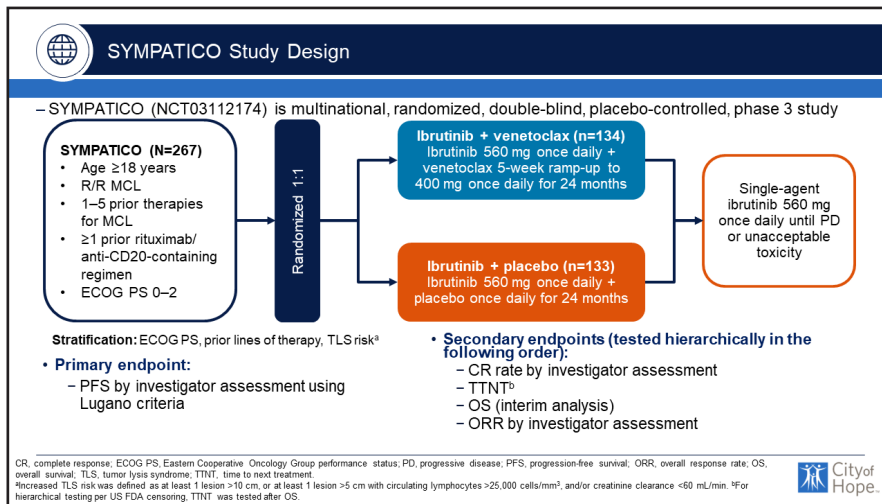 SYMPATICO Study Design
– SYMPATICO (NCT03112174) is multinational, randomized, double-blind, placebo-controlled, phase 3 study
SYMPATICO (N=267)
• Age ≥18 years
• R/R MCL
• 1–5 prior therapies
for MCL
• ≥1 prior rituximab/
anti-CD20-containing
regimen
• ECOG PS 0–2
Randomized 1:1
Ibrutinib + venetoclax (n=134)
Ibrutinib 560 mg once daily +
venetoclax 5-week ramp-up to
400 mg once daily for 24 months
Ibrutinib + placebo (n=133)
Ibrutinib 560 mg once daily +
placebo once daily for 24 months
Single-agent
ibrutinib 560 mg
once daily until PD
or unacceptable
toxicity
Stratification: ECOG PS, prior lines of therapy, TLS riskᵃ
• Primary endpoint:
– PFS by investigator assessment using
Lugano criteria
• Secondary endpoints (tested hierarchically in the
following order):
– CR rate by investigator assessment
– TTNTᵇ
– OS (interim analysis)
– ORR by investigator assessment
CR, complete response; ECOG PS, Eastern Cooperative Oncology Group performance status; PD, progressive disease; PFS, progression-free survival; ORR, overall response rate; OS,
overall survival; TLS, tumor lysis syndrome; TTNT, time to next treatment.
ᵃIncreased TLS risk was defined as at least 1 lesion >10 cm, or at least 1 lesion >5 cm with circulating lymphocytes >25,000 cells/mm³, and/or creatinine clearance <60 mL/min. ᵇFor
hierarchical testing per US FDA censoring, TTNT was tested after OS.
City of
Hope™